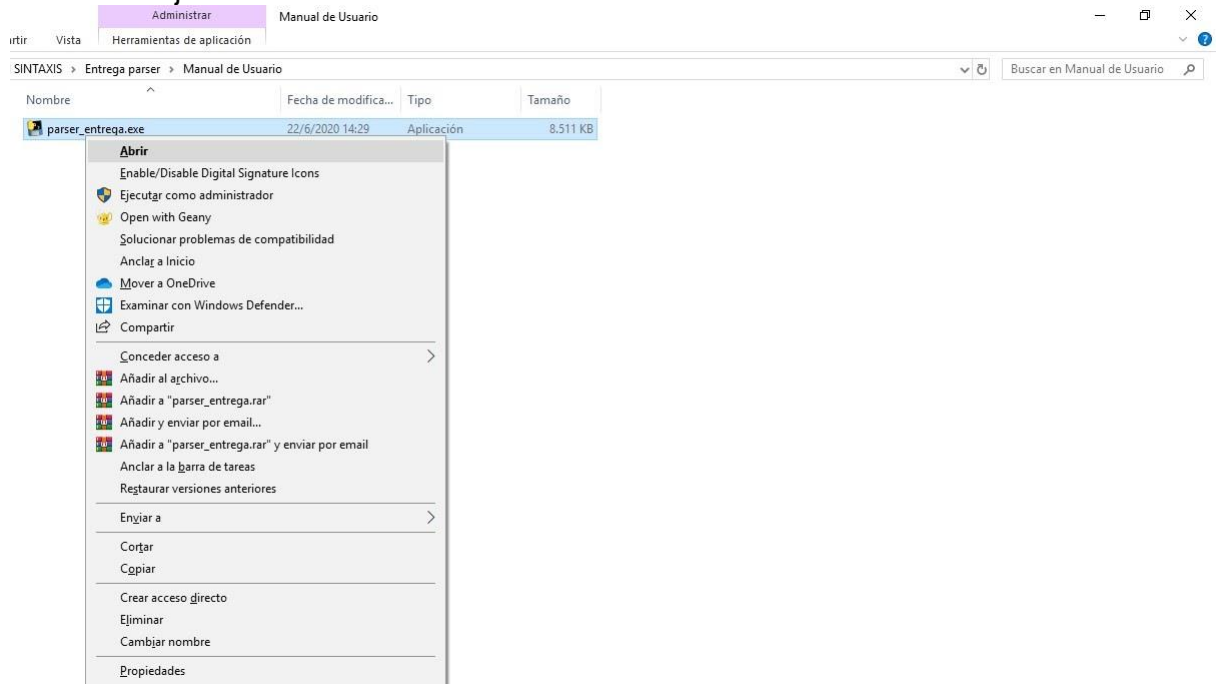 Administrar
Manual de Usuario
Vista
Herramientas de aplicación
SINTAXIS > Entrega parser > Manual de Usuario
Buscar en Manual de Usuario
Nombre
Fecha de modifica...
Tipo
Tamaño
parser_entrega.exe
22/6/2020 14:29
Aplicación
8.511 KB
Abrir
Enable/Disable Digital Signature Icons
Ejecutar como administrador
Open with Geany
Solucionar problemas de compatibilidad
Anclar a Inicio
Mover a OneDrive
Examinar con Windows Defender...
Compartir
Conceder acceso a
Añadir al archivo...
Añadir a "parser_entrega.rar"
Añadir y enviar por email...
Añadir a "parser_entrega.rar" y enviar por email
Anclar a la barra de tareas
Restaurar versiones anteriores
Enviar a
Cortar
Copiar
Crear acceso directo
Eliminar
Cambiar nombre
Propiedades